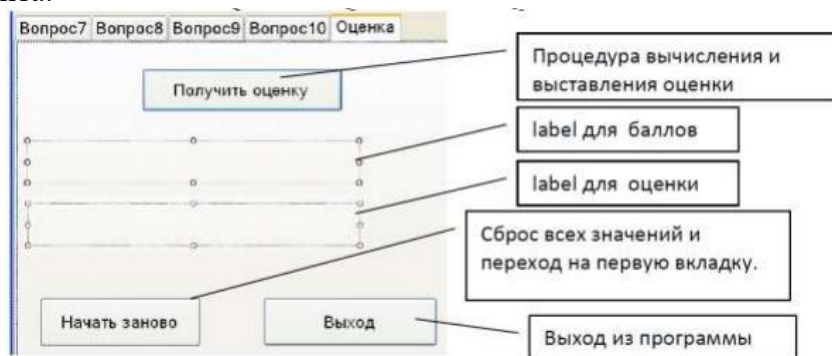 Вопрос7 Вопрос8 Вопрос9 Вопрос10 Оценка
Получить оценку
Процедура вычисления и
выставления оценки
label для баллов
label для оценки
Сброс всех значений и
переход на первую вкладку.
Начать заново
Выход
Выход из программы